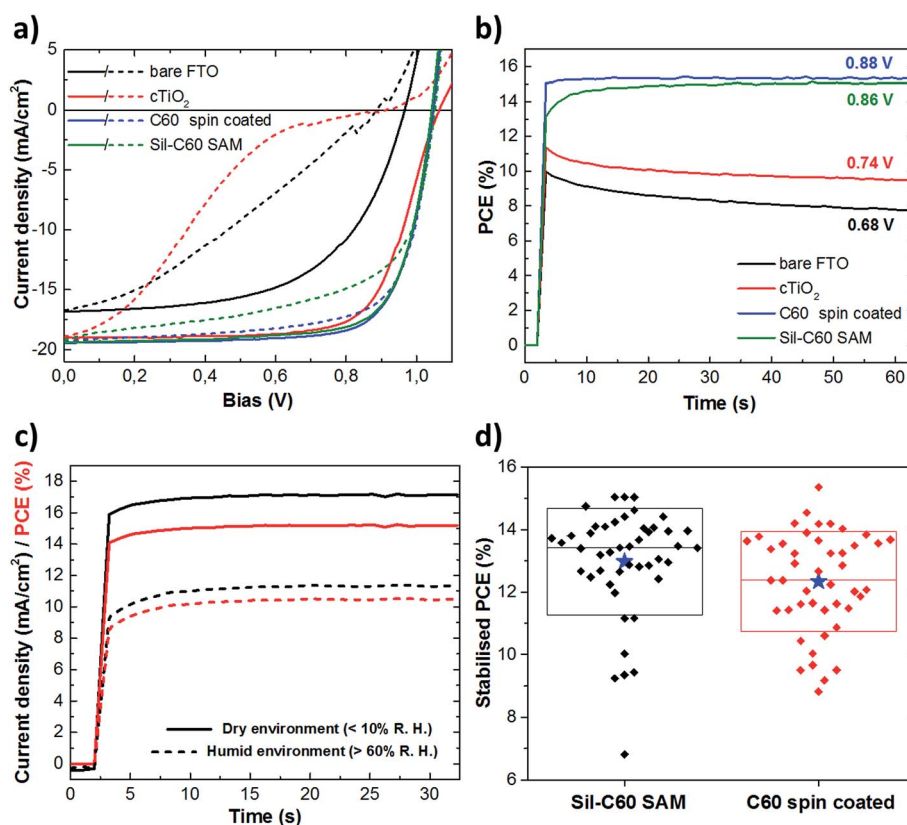 a)
5
0
-5
-10
-15
-20
Current density (mA/cm²)
bare FTO
cTiO₂
C60 spin coated
Sil-C60 SAM
0,0 0,2 0,4 0,6 0,8 1,0
Bias (V)
b)
16
14
12
10
8
6
4
2
0
PCE (%)
0.88 V
0.86 V
0.74 V
0.68 V
bare FTO
cTiO₂
C60 spin coated
Sil-C60 SAM
0 10 20 30 40 50 60
Time (s)
c)
18
16
14
12
10
8
6
4
2
0
Current density (mA/cm²) / PCE (%)
Dry environment (< 10% R. H.)
Humid environment (> 60% R. H.)
0 5 10 15 20 25 30
Time (s)
d)
16
14
12
10
8
6
Stabilised PCE (%)
Sil-C60 SAM C60 spin coated